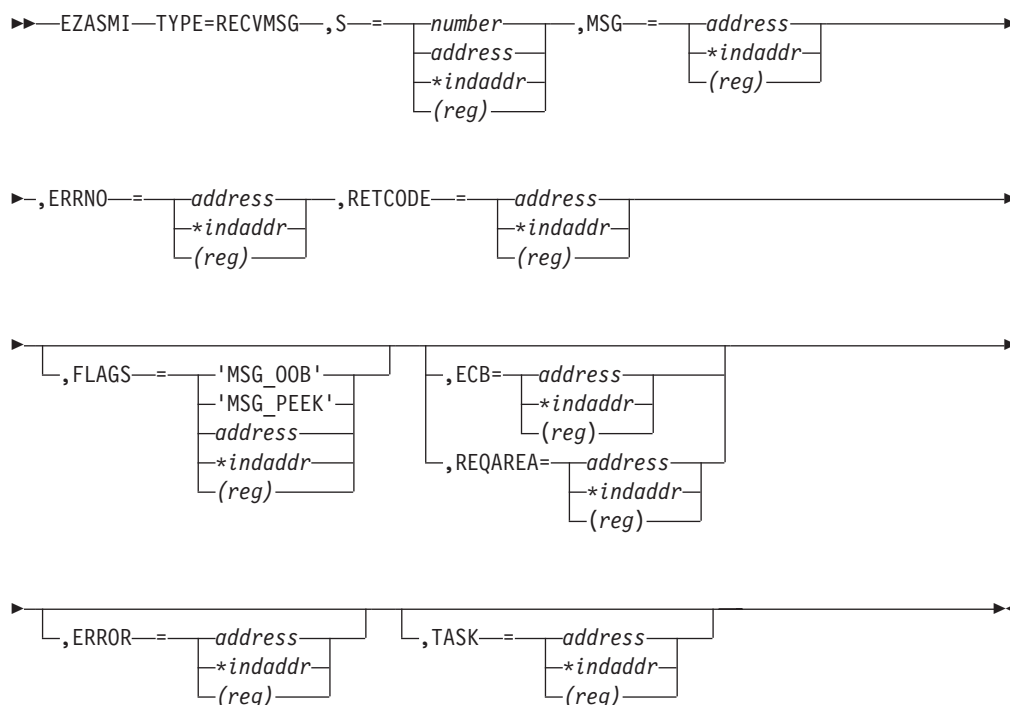 EZASMI TYPE=RECVMSG ,S = number ,MSG = address
address *indaddr
*indaddr (reg)
(reg)
,ERRNO = address ,RETCODE = address
*indaddr *indaddr
(reg) (reg)
,FLAGS = 'MSG_OOB' ,ECB= address
'MSG_PEEK' *indaddr
address (reg)
*indaddr ,REQAREA= address
(reg) *indaddr
(reg)
,ERROR = address ,TASK = address
*indaddr *indaddr
(reg) (reg)